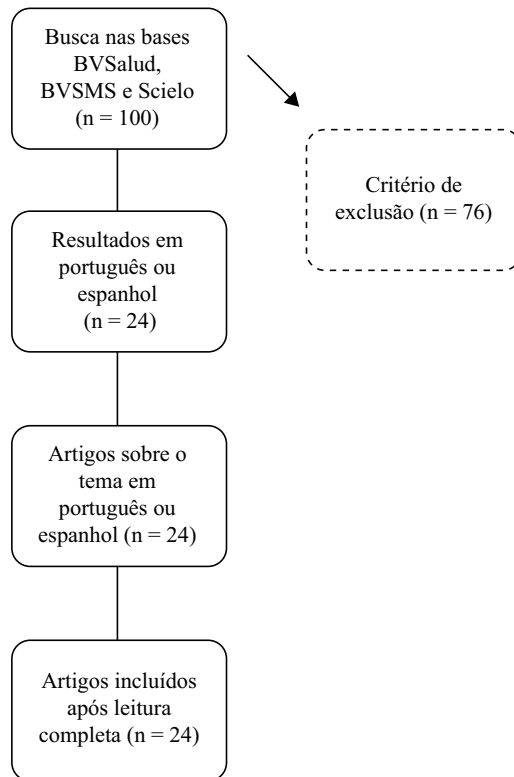 Busca nas bases
BVSalud,
BVSMS e Scielo
(n = 100)
Critério de
exclusão (n = 76)
Resultados em
português ou
espanhol
(n = 24)
Artigos sobre o
tema em
português ou
espanhol (n = 24)
Artigos incluídos
após leitura
completa (n = 24)